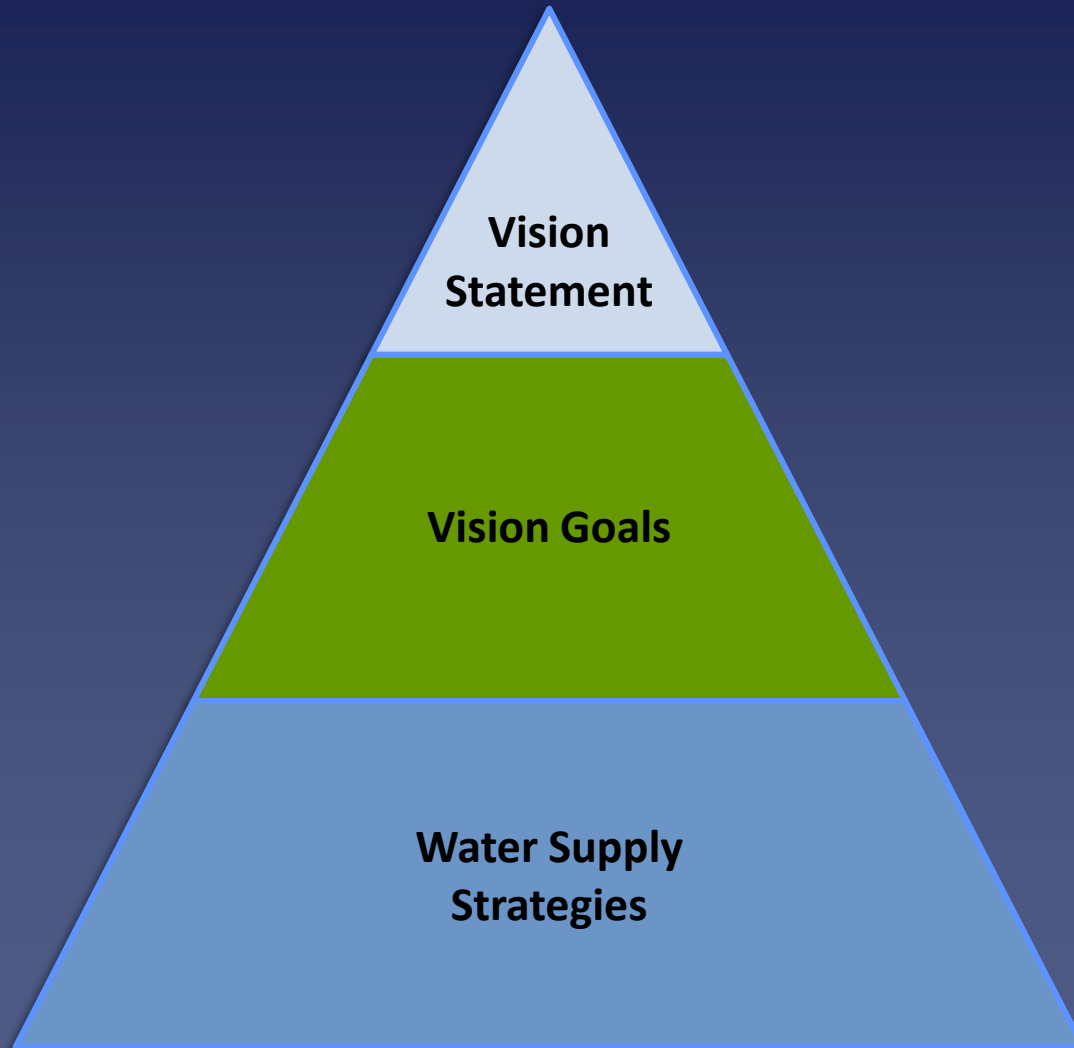 Vision
Statement
Vision Goals
Water Supply
Strategies